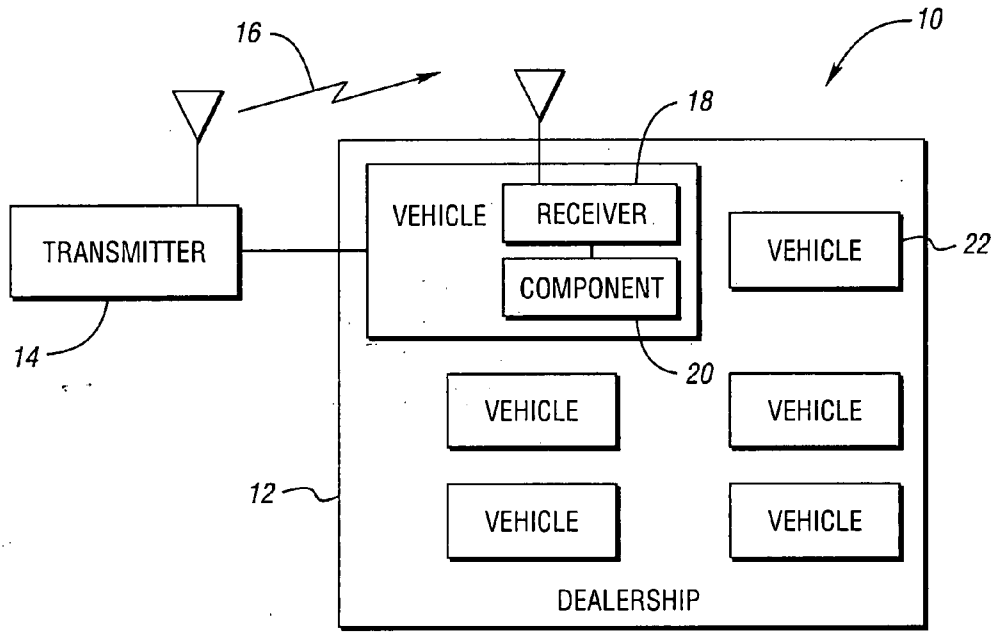 10
16
18
VEHICLE
RECEIVER
TRANSMITTER
VEHICLE
22
COMPONENT
14
20
VEHICLE
VEHICLE
12
VEHICLE
VEHICLE
DEALERSHIP